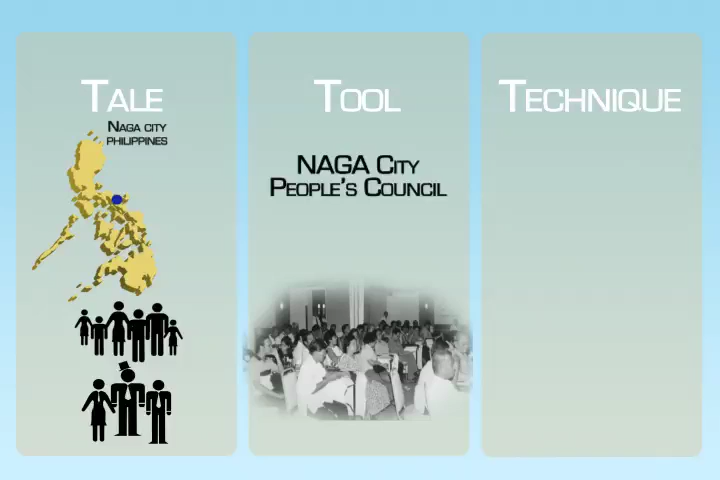 TALE
NAGA CITY
PHILIPPINES
TOOL
NAGA CITY
PEOPLE'S COUNCIL
TECHNIQUE